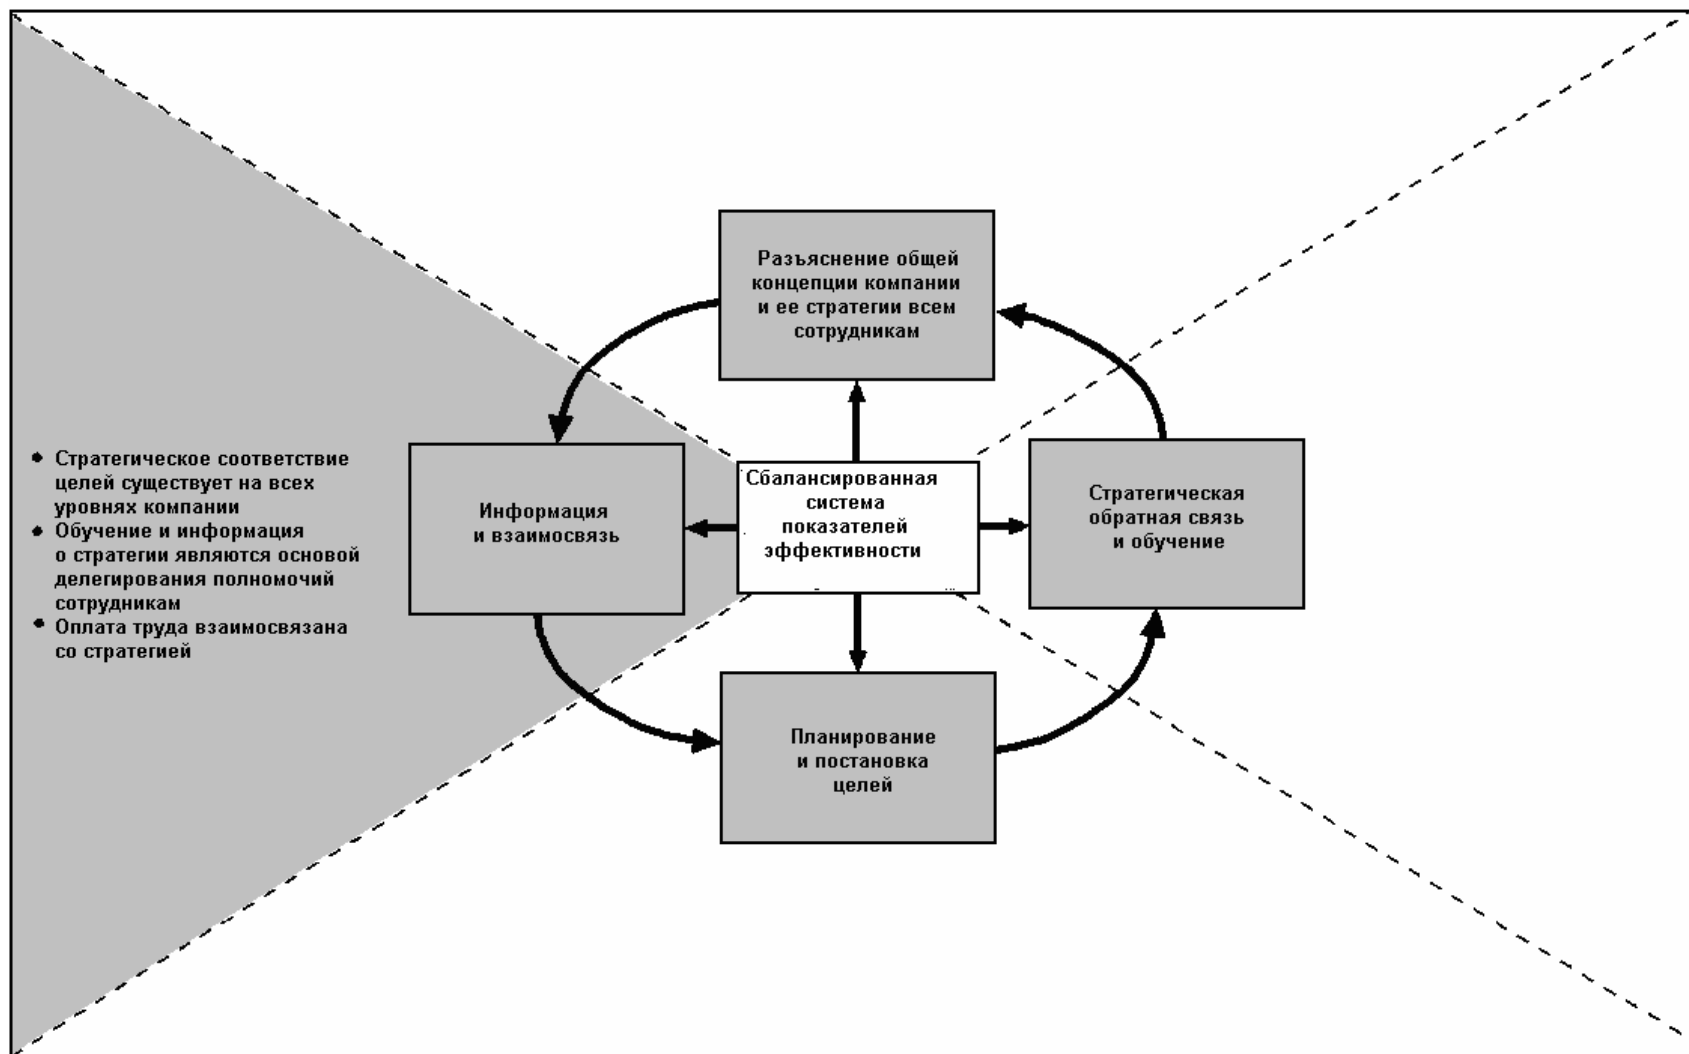 Разъяснение общей
концепции компании
и ее стратегии всем
сотрудникам
• Стратегическое соответствие
целей существует на всех
уровнях компании
• Обучение и информация
о стратегии являются основой
делегирования полномочий
сотрудникам
• Оплата труда взаимосвязана
со стратегией
Информация
и взаимосвязь
Сбалансированная
система
показателей
эффективности
Стратегическая
обратная связь
и обучение
Планирование
и постановка
целей